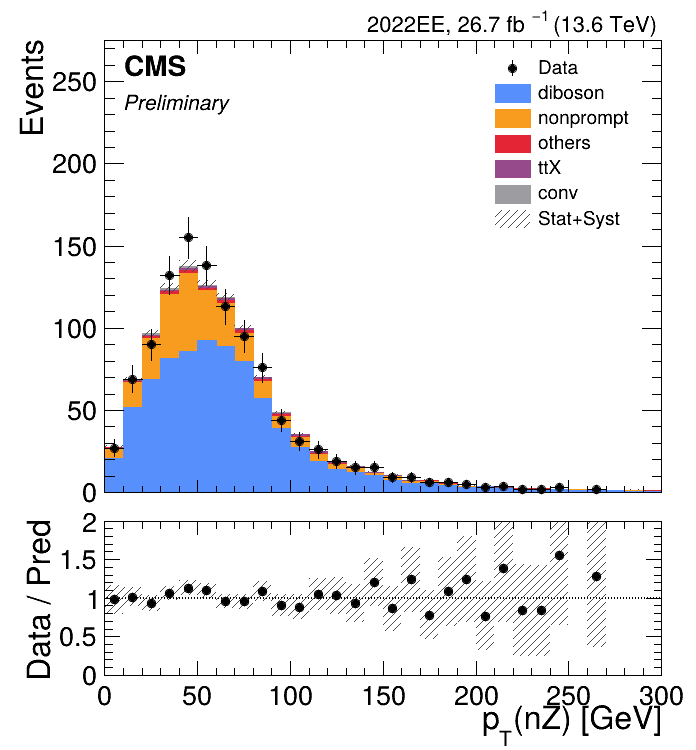 2022EE, 26.7 fb ⁻¹ (13.6 TeV)
Events
250
200
150
100
50
0
CMS
Preliminary
Data
diboson
nonprompt
others
ttX
conv
Stat+Syst
Data / Pred
2
1.5
1
0.5
0
0 50 100 150 200 250 300
p_T(nZ) [GeV]